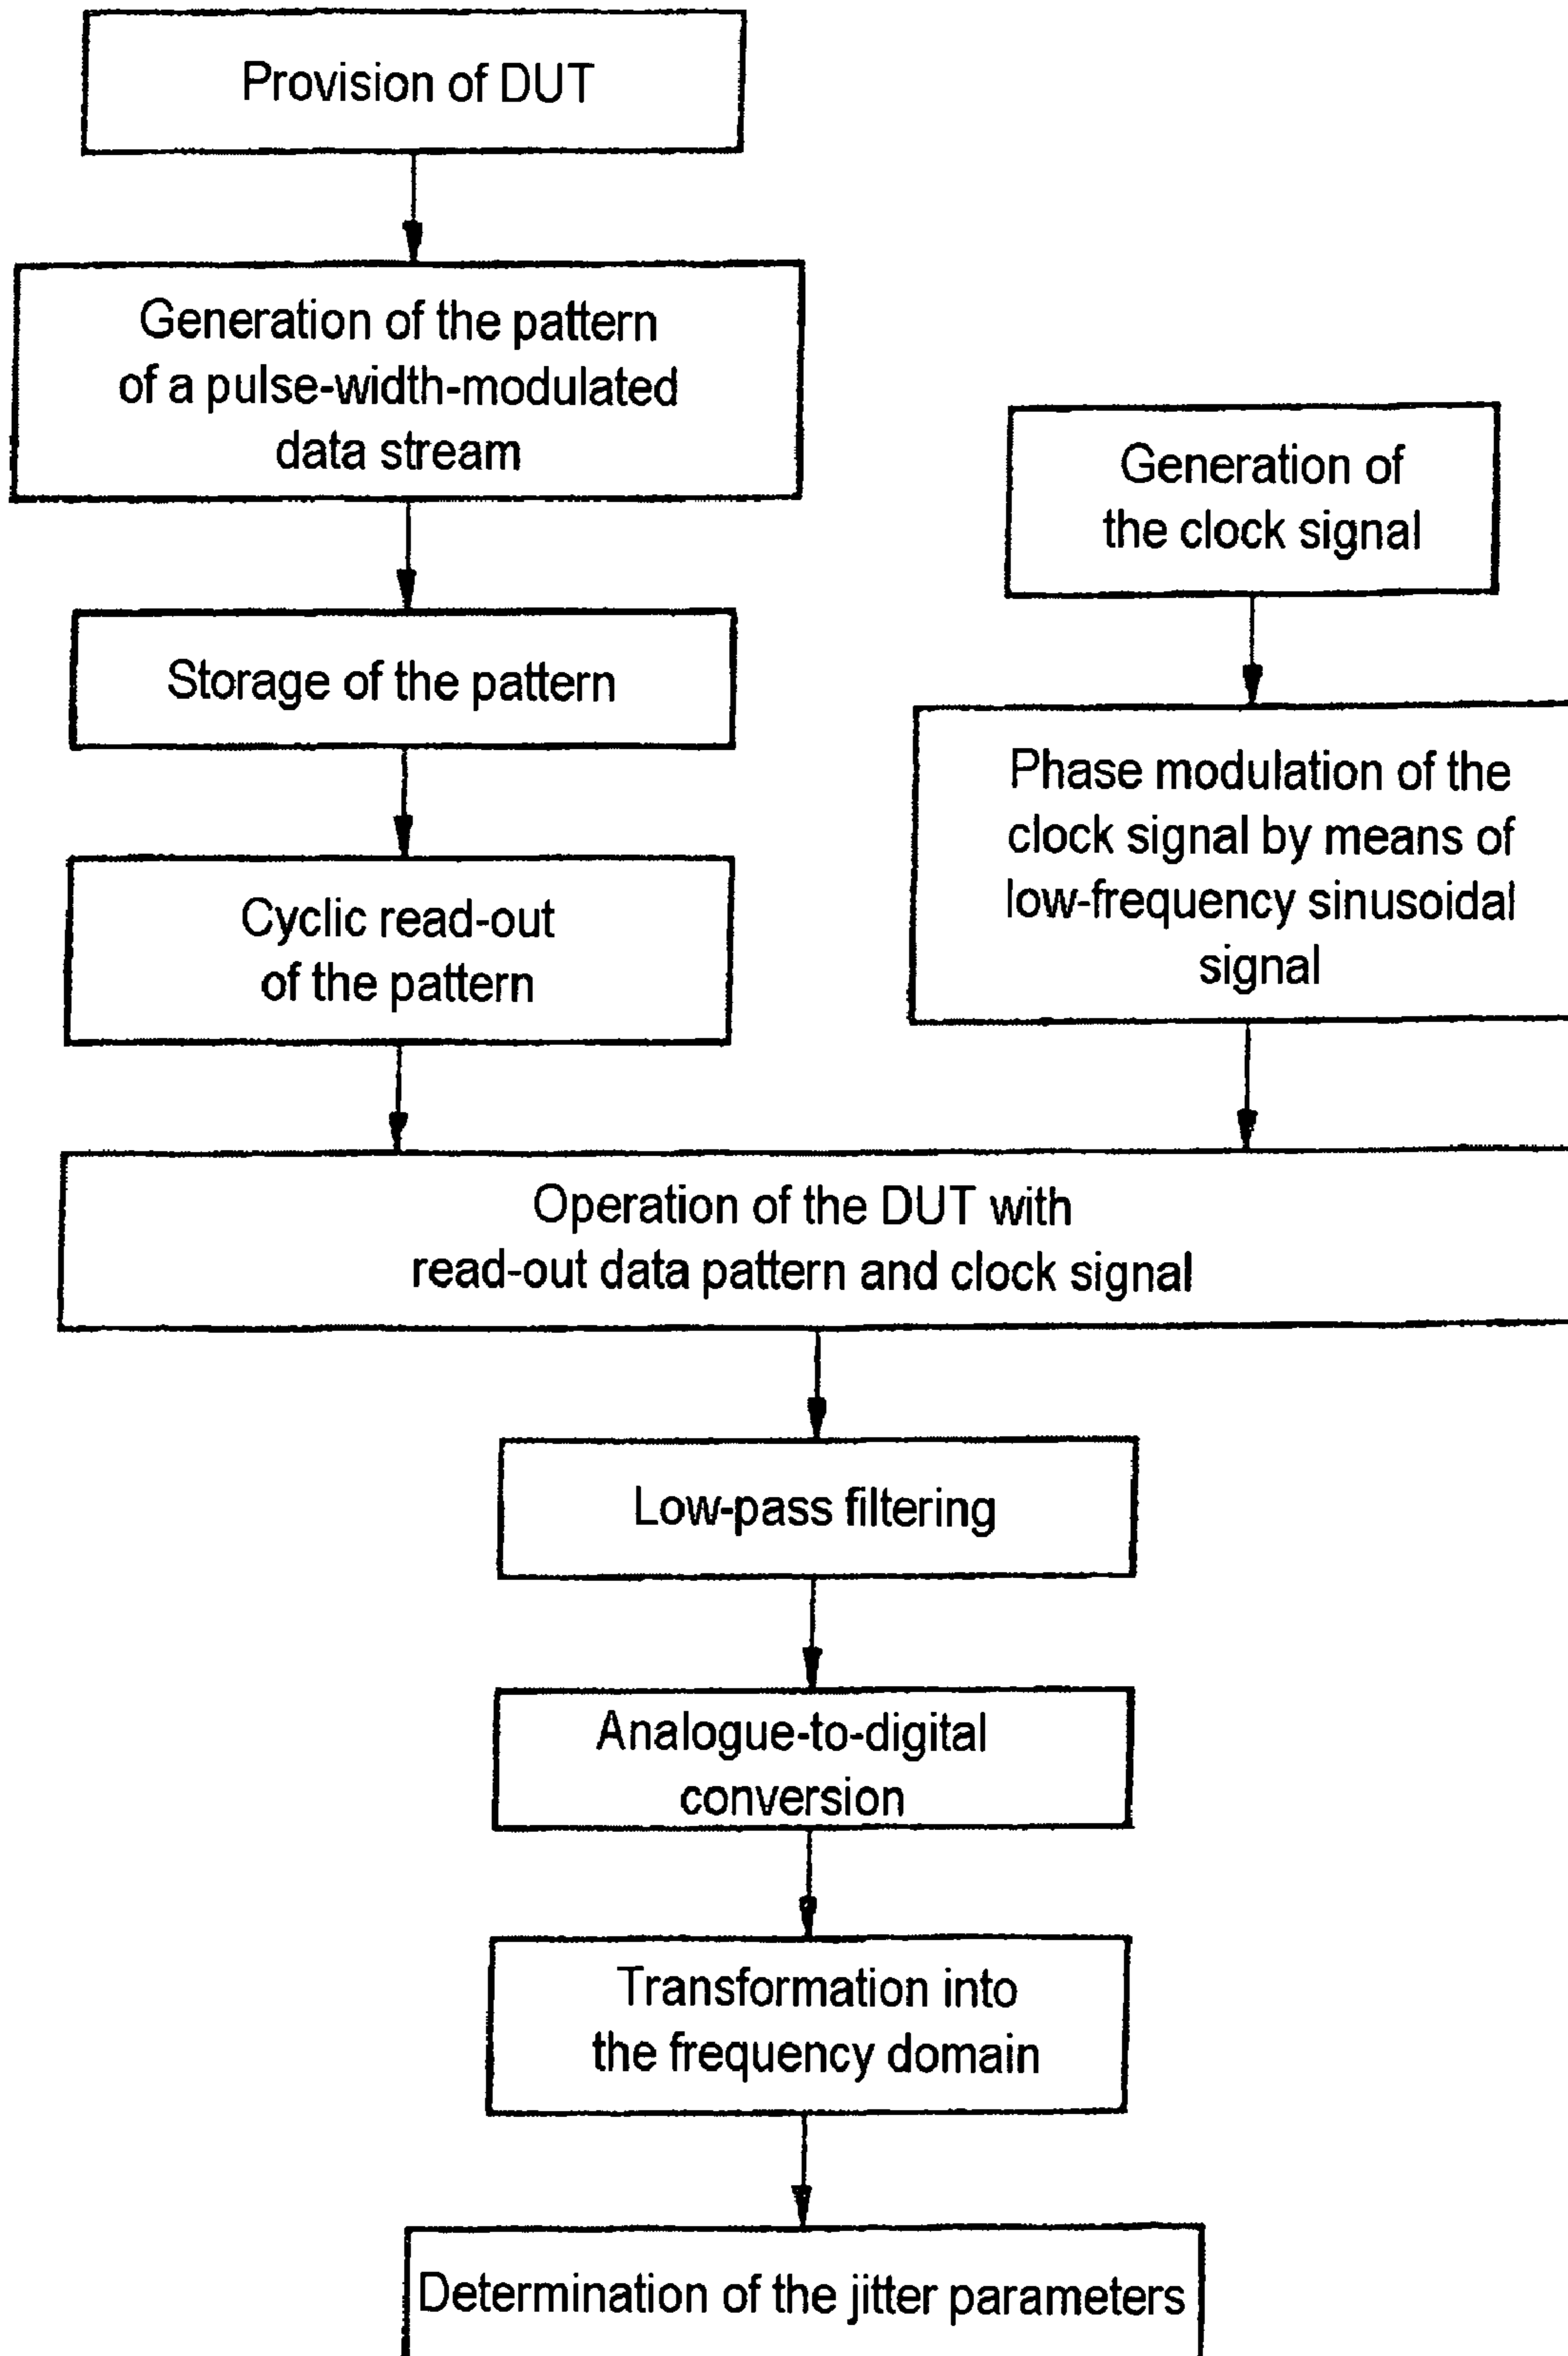 Provision of DUT
Generation of the pattern
of a pulse-width-modulated
data stream
Generation of
the clock signal
Storage of the pattern
Phase modulation of the
clock signal by means of
low-frequency sinusoidal
signal
Cyclic read-out
of the pattern
Operation of the DUT with
read-out data pattern and clock signal
Low-pass filtering
Analogue-to-digital
conversion
Transformation into
the frequency domain
Determination of the jitter parameters